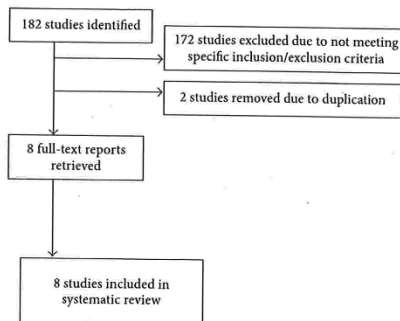 182 studies identified
172 studies excluded due to not meeting
specific inclusion/exclusion criteria
2 studies removed due to duplication
8 full-text reports
retrieved
8 studies included in
systematic review